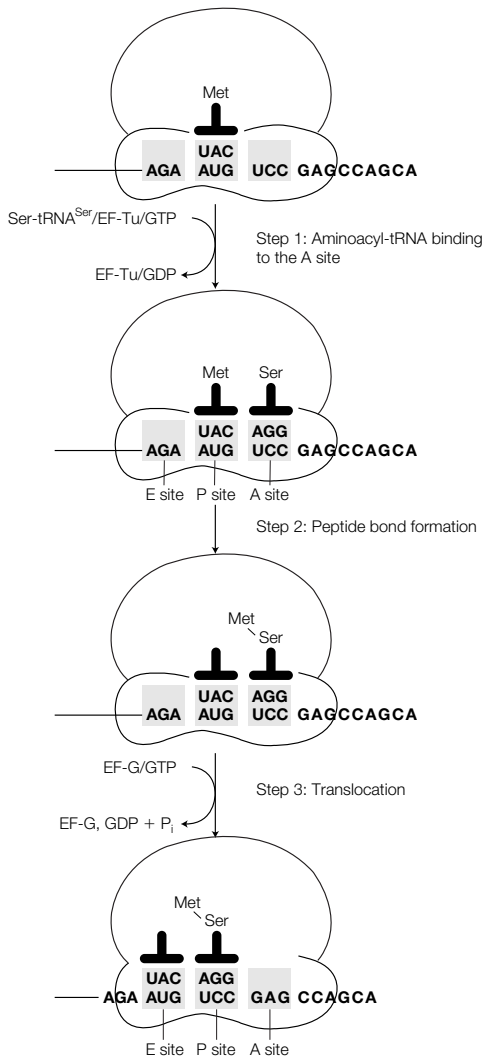 Met
UAC
AGA AUG UCC GAGCCAGCA
Ser-tRNA^Ser/EF-Tu/GTP
Step 1: Aminoacyl-tRNA binding
to the A site
EF-Tu/GDP
Met Ser
UAC AGG
AGA AUG UCC GAGCCAGCA
E site P site A site
Step 2: Peptide bond formation
Met
Ser
UAC AGG
AGA AUG UCC GAGCCAGCA
EF-G/GTP
Step 3: Translocation
EF-G, GDP + Pi
Met
Ser
UAC AGG
AGA AUG UCC GAG CCAGCA
E site P site A site